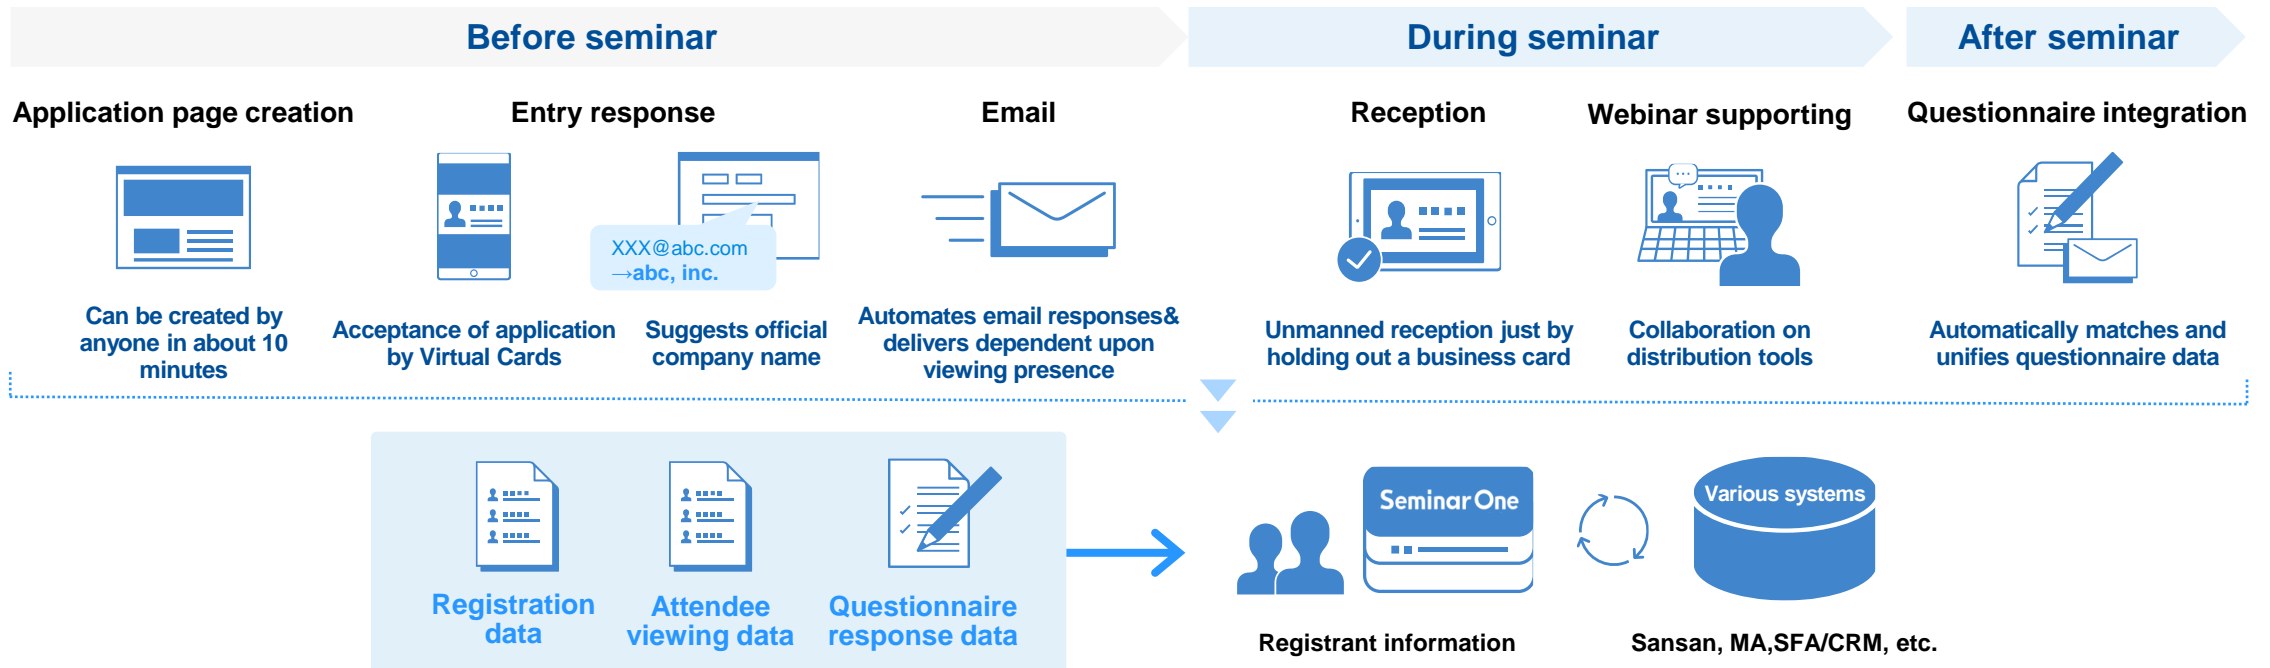 Before seminar
During seminar
After seminar
Application page creation
Entry response
Email
Reception
Webinar supporting
Questionnaire integration
XXX@abc.com
→abc, inc.
Can be created by
anyone in about 10
minutes
Acceptance of application
by Virtual Cards
Suggests official
company name
Automates email responses&
delivers dependent upon
viewing presence
Unmanned reception just by
holding out a business card
Collaboration on
distribution tools
Automatically matches and
unifies questionnaire data
Registration
data
Attendee
viewing data
Questionnaire
response data
Seminar One
Various systems
Registrant information
Sansan, MA,SFA/CRM, etc.